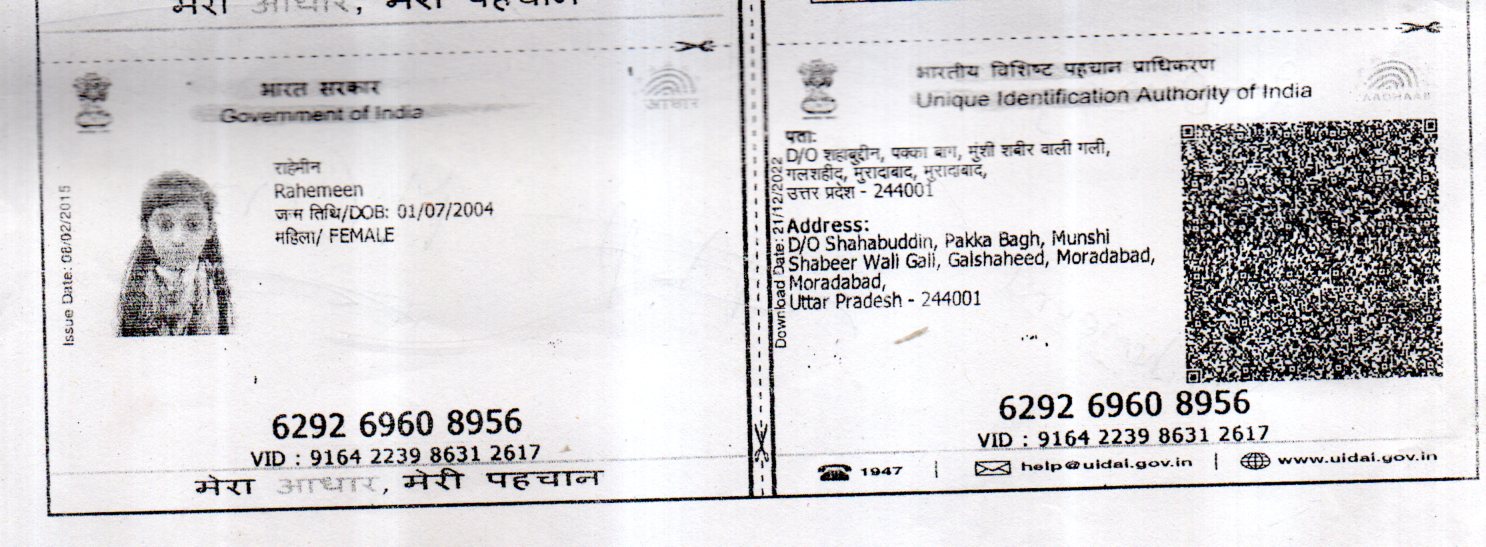 मेरा आधार, मेरी पहचान
भारत सरकार
Government of India
आधार
Issue Date: 08/02/2015
राहेमीन
Rahemeen
जन्म तिथि/DOB: 01/07/2004
महिला/ FEMALE
6292 6960 8956
VID : 9164 2239 8631 2617
मेरा आधार, मेरी पहचान
भारतीय विशिष्ट पहचान प्राधिकरण
Unique Identification Authority of India
AADHAAR
Download Date: 21/12/2022
पता:
D/O शहाबुद्दीन, पक्का बाग, मुंशी शबीर वाली गली,
गलशहीद, मुरादाबाद, मुरादाबाद,
उत्तर प्रदेश - 244001
Address:
D/O Shahabuddin, Pakka Bagh, Munshi
Shabeer Wali Gali, Galshaheed, Moradabad,
Moradabad,
Uttar Pradesh - 244001
6292 6960 8956
VID : 9164 2239 8631 2617
1947 | help@uidai.gov.in | www.uidai.gov.in